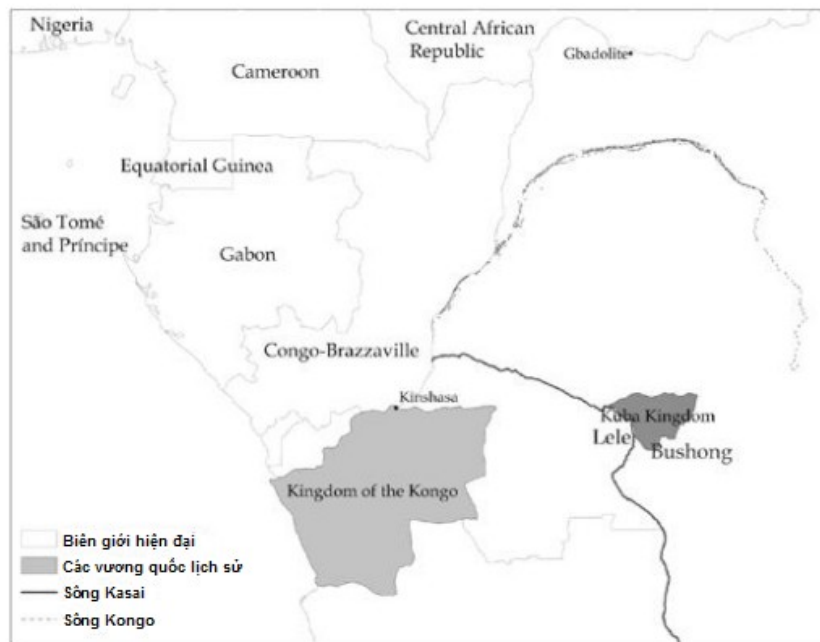 Nigeria
Central African
Republic
Gbadolite
Cameroon
Equatorial Guinea
São Tomé
and Príncipe
Gabon
Congo-Brazzaville
Kinshasa
Kuba Kingdom
Lele
Bushong
Kingdom of the Kongo
Biên giới hiện đại
Các vương quốc lịch sử
Sông Kasai
Sông Kongo